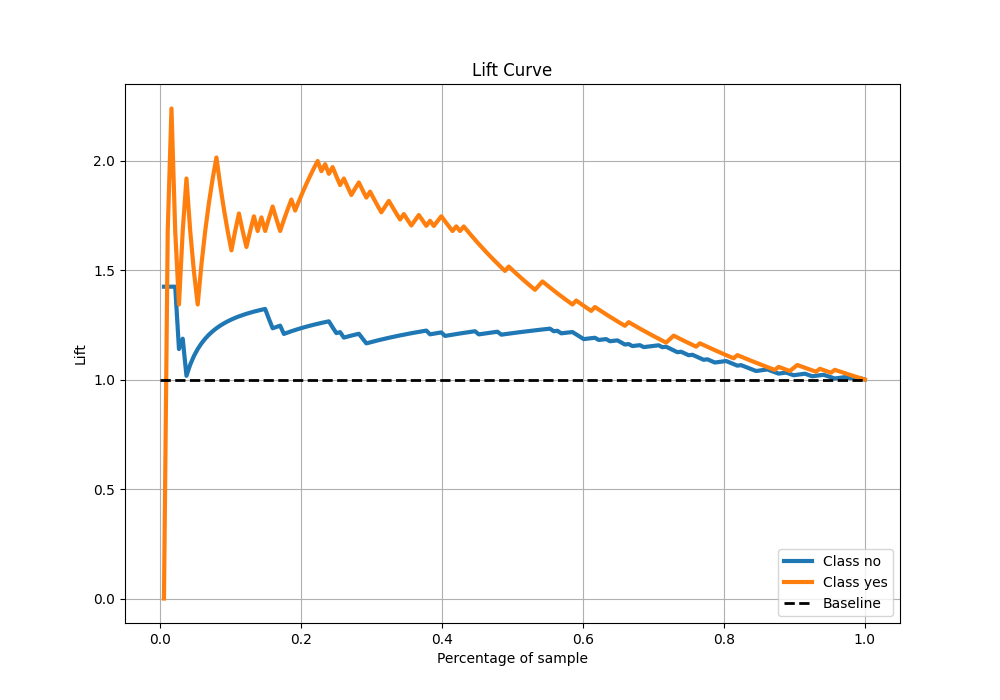 Lift Curve
Lift
2.0
1.5
1.0
0.5
0.0
0.0 0.2 0.4 0.6 0.8 1.0
Percentage of sample
Class no
Class yes
Baseline